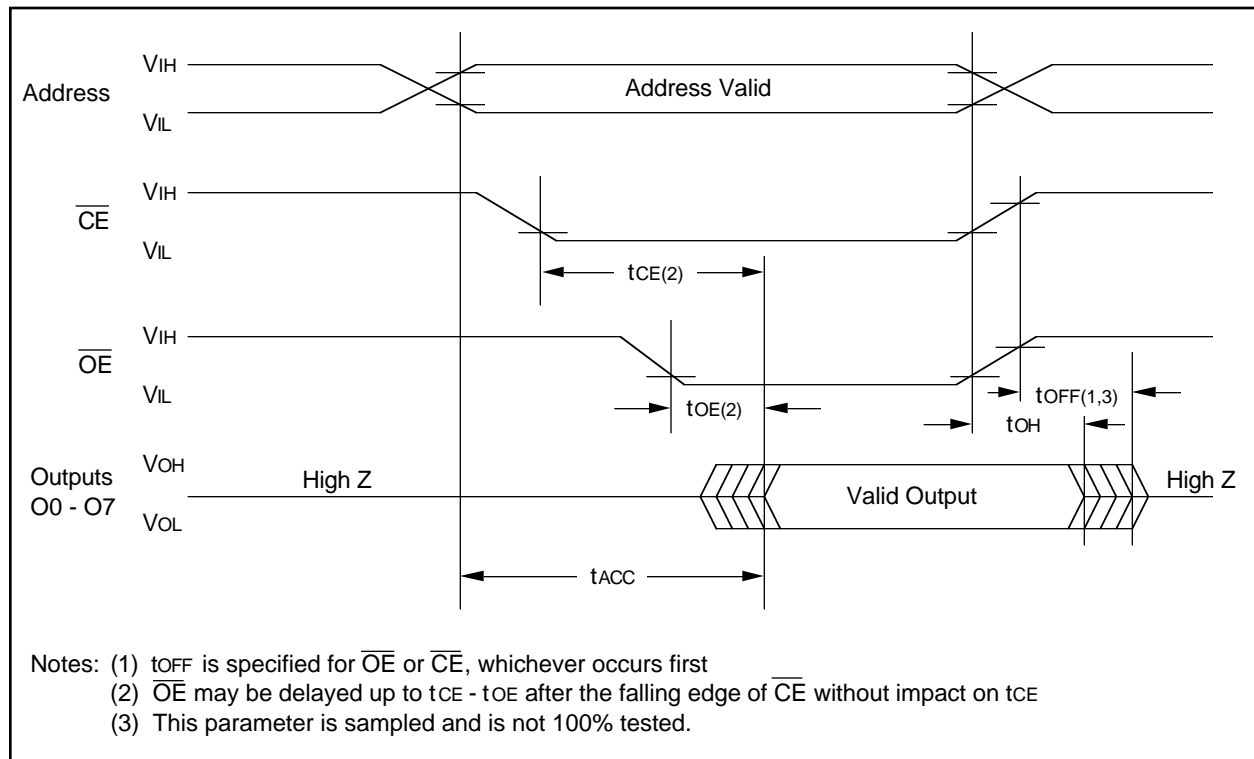 VIH
Address
Address Valid
VIL
VIH
CE
VIL
tCE(2)
VIH
OE
VIL
tOE(2)
tOFF(1,3)
tOH
VOH
Outputs
O0 - O7
High Z
Valid Output
High Z
VOL
tACC
Notes: (1) tOFF is specified for OE or CE, whichever occurs first
(2) OE may be delayed up to tCE - tOE after the falling edge of CE without impact on tCE
(3) This parameter is sampled and is not 100% tested.